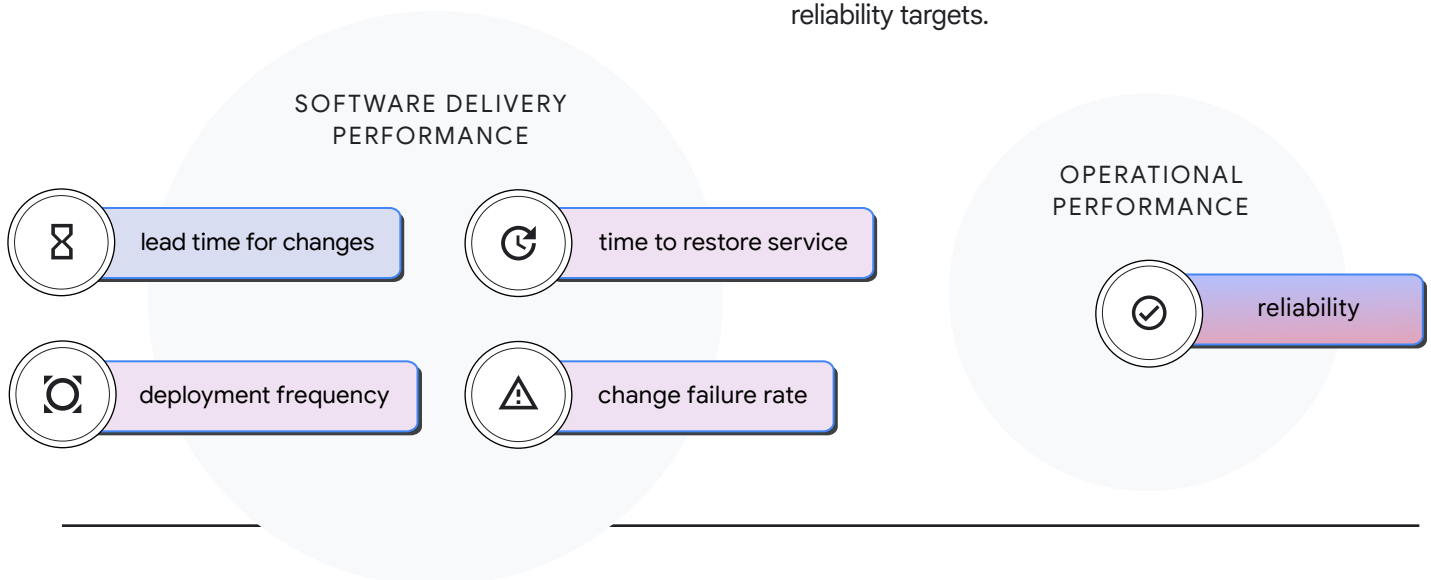 reliability targets.
SOFTWARE DELIVERY
PERFORMANCE
lead time for changes
time to restore service
deployment frequency
change failure rate
OPERATIONAL
PERFORMANCE
reliability